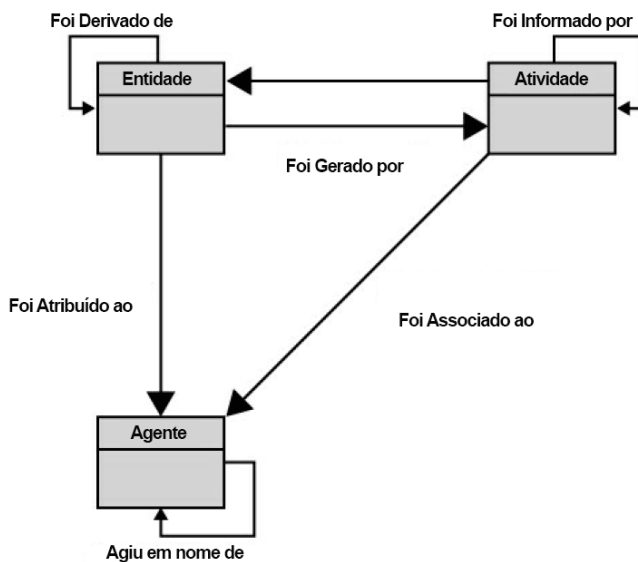 Foi Derivado de
Foi Informado por
Entidade
Atividade
Foi Gerado por
Foi Atribuído ao
Foi Associado ao
Agente
Agiu em nome de